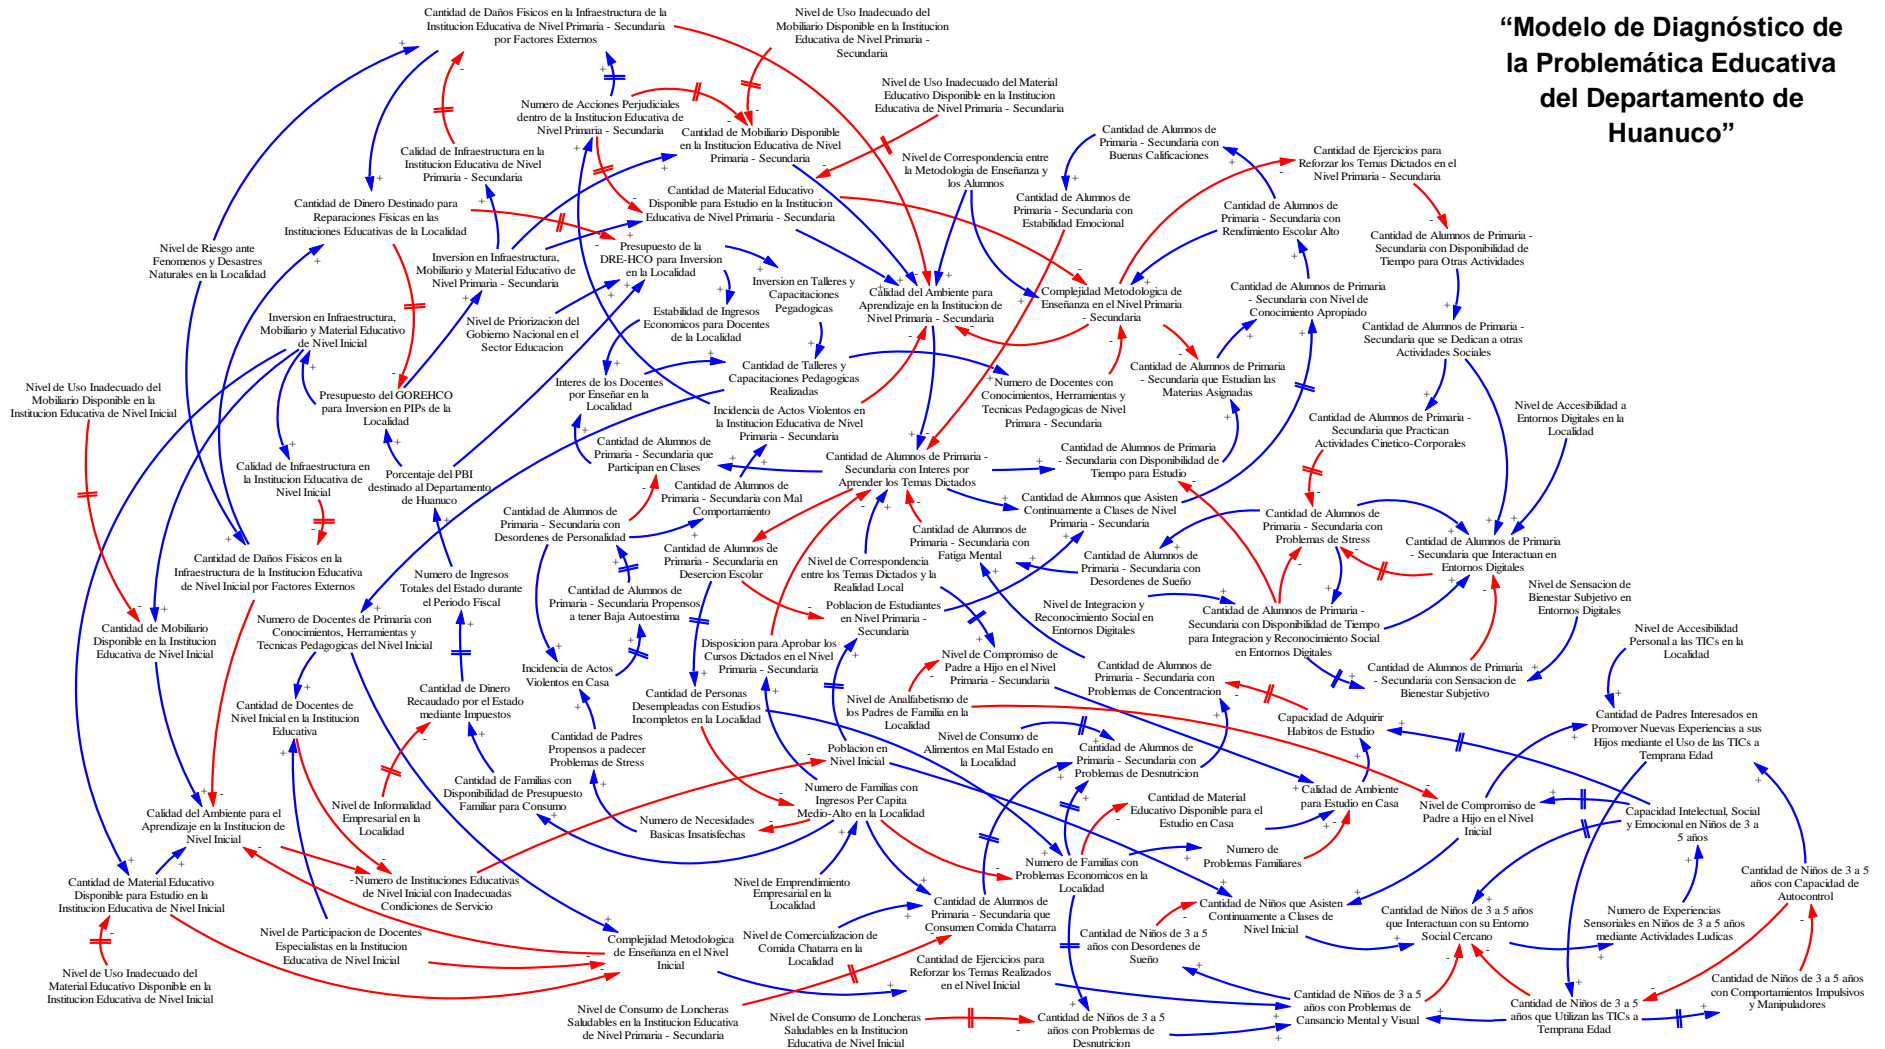 “Modelo de Diagnóstico de
la Problemática Educativa
del Departamento de
Huanuco”
Cantidad de Daños Fisicos en la Infraestructura de la
Institucion Educativa de Nivel Primaria - Secundaria
por Factores Externos
Nivel de Uso Inadecuado del
Mobiliario Disponible en la Institucion
Educativa de Nivel Primaria -
Secundaria
Nivel de Uso Inadecuado del Material
Educativo Disponible en la Institucion
Educativa de Nivel Primaria - Secundaria
Numero de Acciones Perjudiciales
dentro de la Institucion Educativa de
Nivel Primaria - Secundaria
Cantidad de Mobiliario Disponible
en la Institucion Educativa de Nivel
Primaria - Secundaria
Calidad de Infraestructura en la
Institucion Educativa de Nivel
Primaria - Secundaria
Nivel de Correspondencia entre
la Metodologia de Enseñanza y
los Alumnos
Cantidad de Alumnos de
Primaria - Secundaria con
Buenas Calificaciones
Cantidad de Ejercicios para
Reforzar los Temas Dictados en el
Nivel Primaria - Secundaria
Cantidad de Dinero Destinado para
Reparaciones Fisicas en las
Instituciones Educativas de la Localidad
Cantidad de Material Educativo
Disponible para Estudio en la Institucion
Educativa de Nivel Primaria - Secundaria
Cantidad de Alumnos de
Primaria - Secundaria con
Estabilidad Emocional
Cantidad de Alumnos de
Primaria - Secundaria con
Rendimiento Escolar Alto
Cantidad de Alumnos de Primaria -
Secundaria con Disponibilidad de
Tiempo para Otras Actividades
Nivel de Riesgo ante
Fenomenos y Desastres
Naturales en la Localidad
Inversion en Infraestructura,
Mobiliario y Material Educativo de
Nivel Primaria - Secundaria
Presupuesto de la
DRE-HCO para Inversion
en la Localidad
Inversion en Talleres y
Capacitaciones
Pegadogicas
Calidad del Ambiente para
Aprendizaje en la Institucion de
Nivel Primaria - Secundaria
Complejidad Metodologica de
Enseñanza en el Nivel Primaria
- Secundaria
Cantidad de Alumnos de Primaria
- Secundaria con Nivel de
Conocimiento Apropiado
Inversion en Infraestructura,
Mobiliario y Material Educativo
de Nivel Inicial
Nivel de Priorizacion del
Gobierno Nacional en el
Sector Educacion
Estabilidad de Ingresos
Economicos para Docentes
de la Localidad
Cantidad de Alumnos de Primaria -
Secundaria que se Dedican a otras
Actividades Sociales
Nivel de Uso Inadecuado del
Mobiliario Disponible en la
Institucion Educativa de Nivel Inicial
Presupuesto del GOREHCO
para Inversion en PIPs de la
Localidad
Interes de los Docentes
por Enseñar en la
Localidad
Cantidad de Talleres y
Capacitaciones Pedagogicas
Realizadas
Numero de Docentes con
Conocimientos, Herramientas y
Tecnicas Pedagogicas de Nivel
Primara - Secundaria
Cantidad de Alumnos de Primaria
- Secundaria que Estudian las
Materias Asignadas
Incidencia de Actos Violentos en
la Institucion Educativa de Nivel
Primaria - Secundaria
Cantidad de Alumnos de Primaria -
Secundaria que Practican
Actividades Cinetico-Corporales
Nivel de Accesibilidad a
Entornos Digitales en la
Localidad
Calidad de Infraestructura en
la Institucion Educativa de
Nivel Inicial
Porcentaje del PBI
destinado al Departamento
de Huanuco
Cantidad de Alumnos de
Primaria - Secundaria que
Participan en Clases
Cantidad de Alumnos de Primaria -
Secundaria con Interes por
Aprender los Temas Dictados
Cantidad de Alumnos de Primaria
- Secundaria con Disponibilidad de
Tiempo para Estudio
Cantidad de Alumnos de
Primaria - Secundaria con Mal
Comportamiento
Cantidad de Alumnos de
Primaria - Secundaria con
Desordenes de Personalidad
Cantidad de Alumnos que Asisten
Continuamente a Clases de Nivel
Primaria - Secundaria
Cantidad de Alumnos de
Primaria - Secundaria con
Problemas de Stress
Cantidad de Alumnos de Primaria
- Secundaria que Interactuan en
Entornos Digitales
Cantidad de Daños Fisicos en la
Infraestructura de la Institucion Educativa
de Nivel Inicial por Factores Externos
Cantidad de Alumnos de
Primaria - Secundaria con
Fatiga Mental
Cantidad de Alumnos de
Primaria - Secundaria en
Desercion Escolar
Cantidad de Alumnos de
Primaria - Secundaria con
Desordenes de Sueño
Nivel de Correspondencia
entre los Temas Dictados y la
Realidad Local
Numero de Ingresos
Totales del Estado durante
el Periodo Fiscal
Cantidad de Alumnos de
Primaria - Secundaria Propensos
a tener Baja Autoestima
Poblacion de Estudiantes
en Nivel Primaria -
Secundaria
Nivel de Integracion y
Reconocimiento Social en
Entornos Digitales
Cantidad de Alumnos de Primaria -
Secundaria con Disponibilidad de Tiempo
para Integracion y Reconocimiento Social
en Entornos Digitales
Nivel de Sensacion de
Bienestar Subjetivo en
Entornos Digitales
Cantidad de Mobiliario
Disponible en la Institucion
Educativa de Nivel Inicial
Numero de Docentes de Primaria con
Conocimientos, Herramientas y
Tecnicas Pedagogicas del Nivel Inicial
Disposicion para Aprobar los
Cursos Dictados en el Nivel
Primaria - Secundaria
Nivel de Compromiso de
Padre a Hijo en el Nivel
Primaria - Secundaria
Nivel de Accesibilidad
Personal a las TICs en la
Localidad
Incidencia de Actos
Violentos en Casa
Cantidad de Alumnos de
Primaria - Secundaria con
Problemas de Concentracion
Cantidad de Alumnos de Primaria
- Secundaria con Sensacion de
Bienestar Subjetivo
Cantidad de Dinero
Recaudado por el Estado
mediante Impuestos
Cantidad de Personas
Desempleadas con Estudios
Incompletos en la Localidad
Nivel de Analfabetismo de
los Padres de Familia en la
Localidad
Capacidad de Adquirir
Habitos de Estudio
Cantidad de Padres Interesados en
Promover Nuevas Experiencias a sus
Hijos mediante el Uso de las TICs a
Temprana Edad
Cantidad de Docentes de
Nivel Inicial en la Institucion
Educativa
Cantidad de Padres
Propensos a padecer
Problemas de Stress
Poblacion en
Nivel Inicial
Nivel de Consumo de
Alimentos en Mal Estado en
la Localidad
Cantidad de Alumnos de
Primaria - Secundaria con
Problemas de Desnutricion
Cantidad de Familias con
Disponibilidad de Presupuesto
Familiar para Consumo
Numero de Familias con
Ingresos Per Capita
Medio-Alto en la Localidad
Cantidad de Material
Educativo Disponible para el
Estudio en Casa
Calidad de Ambiente
para Estudio en Casa
Nivel de Compromiso de
Padre a Hijo en el Nivel
Inicial
Capacidad Intelectual, Social
y Emocional en Niños de 3 a
5 años
Calidad del Ambiente para el
Aprendizaje en la Institucion de
Nivel Inicial
Nivel de Informalidad
Empresarial en la
Localidad
Numero de Necesidades
Basicas Insatisfechas
Numero de
Problemas Familiares
Numero de Familias con
Problemas Economicos en la
Localidad
Cantidad de Niños de 3 a 5
años con Capacidad de
Autocontrol
Cantidad de Material Educativo
Disponible para Estudio en la
Institucion Educativa de Nivel Inicial
Numero de Instituciones Educativas
de Nivel Inicial con Inadecuadas
Condiciones de Servicio
Nivel de Emprendimiento
Empresarial en la
Localidad
Cantidad de Alumnos de
Primaria - Secundaria que
Consumen Comida Chatarra
Cantidad de Niños que Asisten
Continuamente a Clases de
Nivel Inicial
Cantidad de Niños de 3 a 5 años
que Interactuan con su Entorno
Social Cercano
Numero de Experiencias
Sensoriales en Niños de 3 a 5 años
mediante Actividades Ludicas
Nivel de Participacion de Docentes
Especialistas en la Institucion
Educativa de Nivel Inicial
Complejidad Metodologica
de Enseñanza en el Nivel
Inicial
Nivel de Comercializacion de
Comida Chatarra en la
Localidad
Cantidad de Niños de 3 a 5
años con Desordenes de
Sueño
Nivel de Uso Inadecuado del
Material Educativo Disponible en la
Institucion Educativa de Nivel Inicial
Cantidad de Ejercicios para
Reforzar los Temas Realizados
en el Nivel Inicial
Cantidad de Niños de 3 a 5
años con Problemas de
Cansancio Mental y Visual
Cantidad de Niños de 3 a 5 años
con Comportamientos Impulsivos
y Manipuladores
Nivel de Consumo de Loncheras
Saludables en la Institucion Educativa
de Nivel Primaria - Secundaria
Nivel de Consumo de Loncheras
Saludables en la Institucion
Educativa de Nivel Inicial
Cantidad de Niños de 3 a 5
años con Problemas de
Desnutricion
Cantidad de Niños de 3 a 5
años que Utilizan las TICs a
Temprana Edad